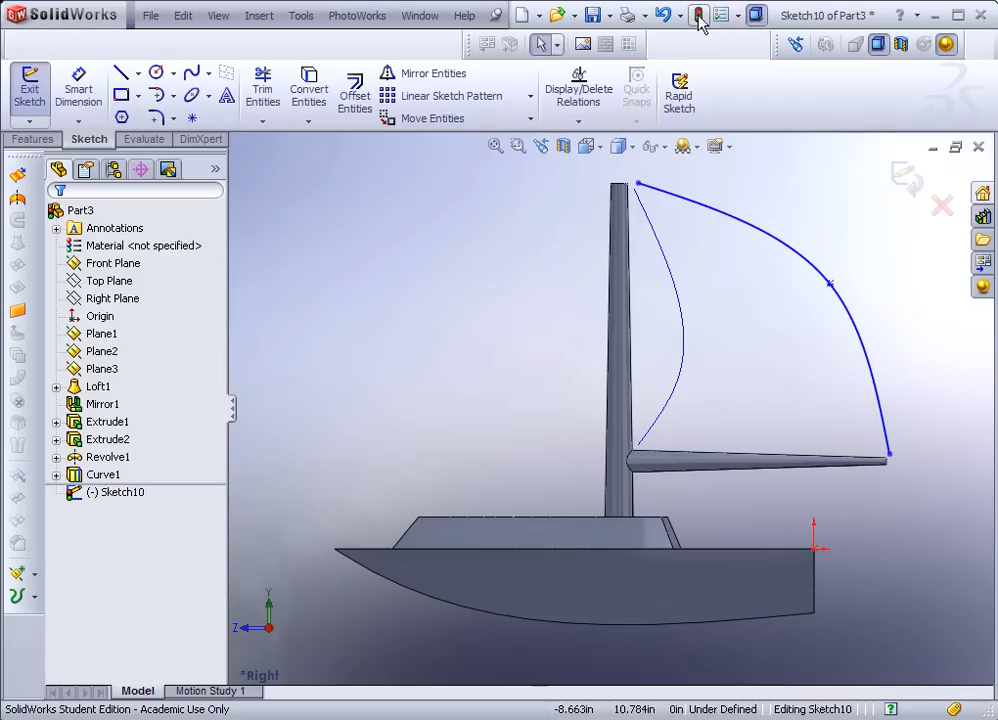 SolidWorks File Edit View Insert Tools PhotoWorks Window Help Sketch10 of Part3 * ?
Exit Sketch
Smart Dimension
Trim Entities
Convert Entities
Offset Entities
Mirror Entities
Linear Sketch Pattern
Move Entities
Display/Delete Relations
Quick Snaps
Rapid Sketch
Features Sketch Evaluate DimXpert
»
Part3
A Annotations
Material <not specified>
Front Plane
Top Plane
Right Plane
Origin
Plane1
Plane2
Plane3
Loft1
Mirror1
Extrude1
Extrude2
Revolve1
Curve1
(-) Sketch10
Y
Z
*Right
Model Motion Study 1
SolidWorks Student Edition - Academic Use Only -8.663in 10.784in 0in Under Defined Editing Sketch10 ?